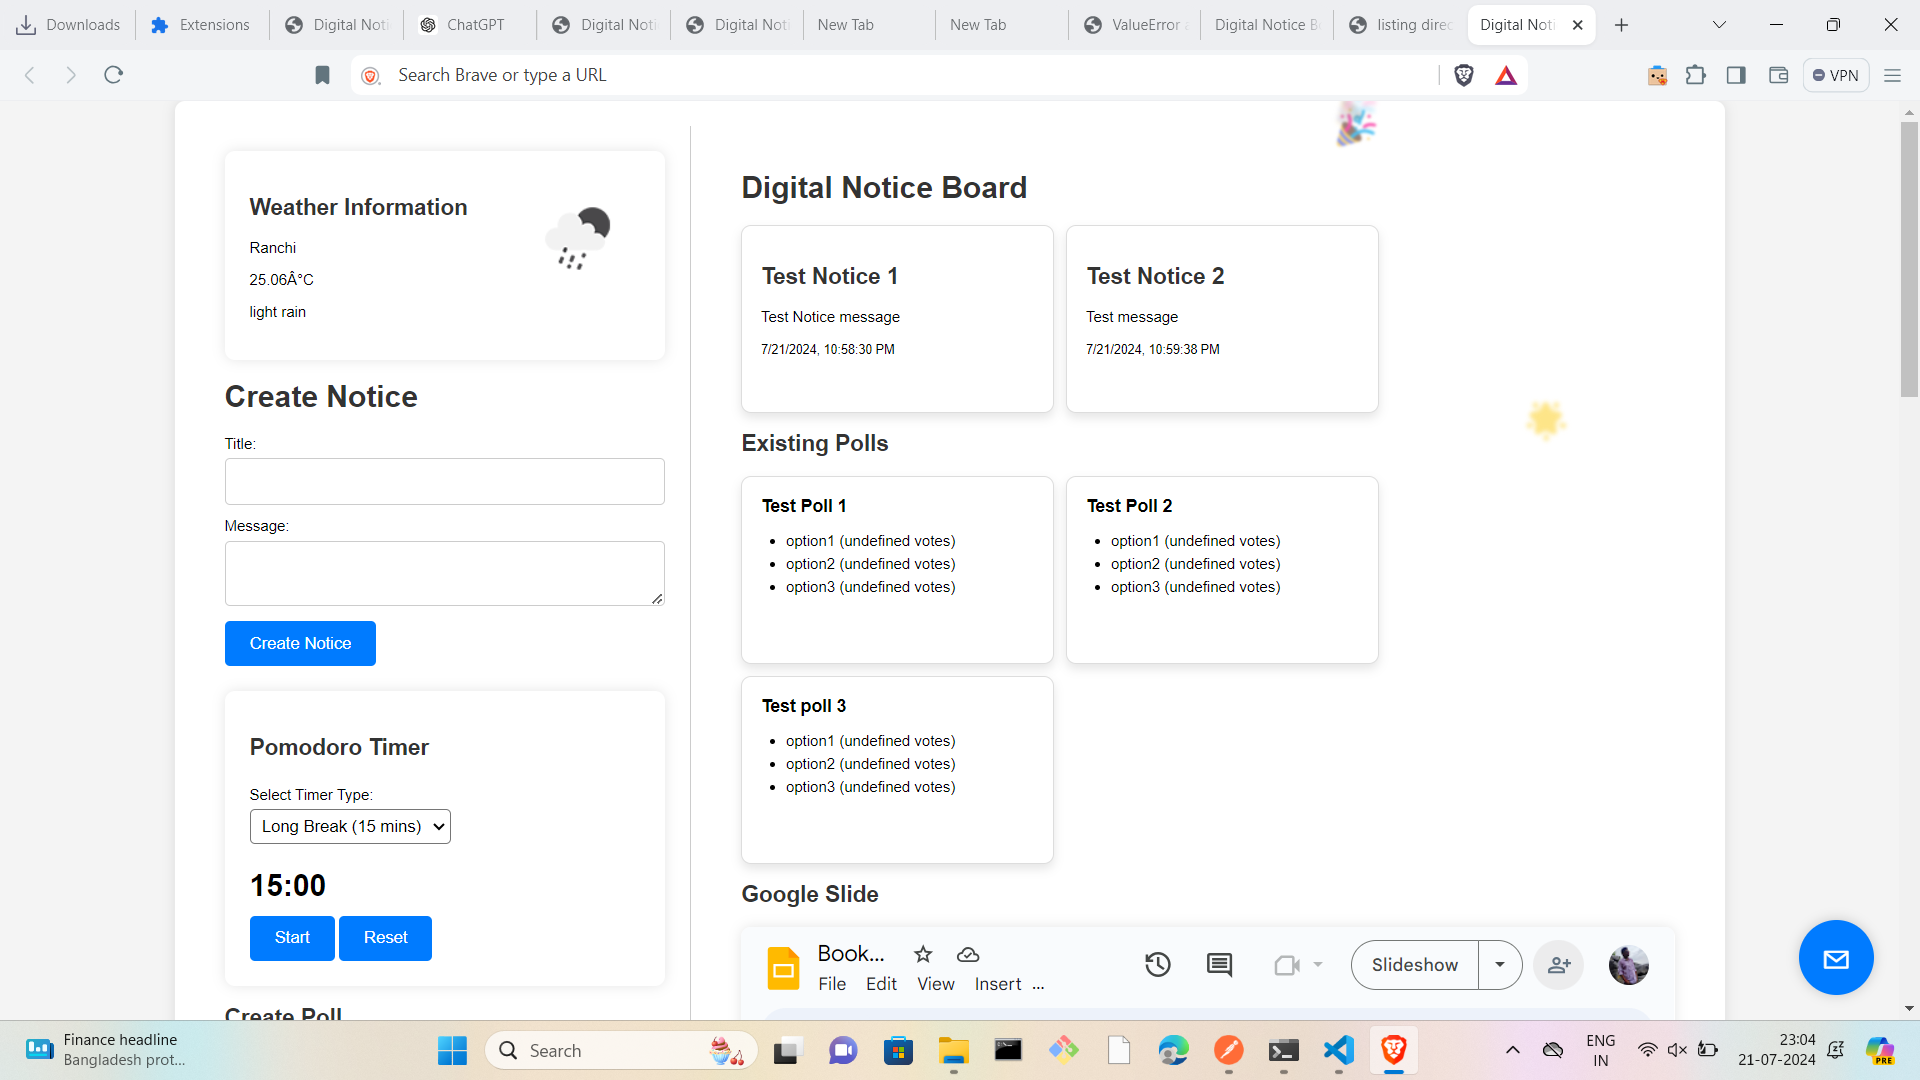 Downloads
Extensions
Digital Noti
ChatGPT
Digital Noti
Digital Noti
New Tab
New Tab
ValueError a
Digital Notice B
listing direc
Digital Noti
Search Brave or type a URL
VPN
Weather Information
Ranchi
25.06Â°C
light rain
Create Notice
Title:
Message:
Create Notice
Pomodoro Timer
Select Timer Type:
Long Break (15 mins)
15:00
Start
Reset
Create Poll
Digital Notice Board
Test Notice 1
Test Notice message
7/21/2024, 10:58:30 PM
Test Notice 2
Test message
7/21/2024, 10:59:38 PM
Existing Polls
Test Poll 1
option1 (undefined votes)
option2 (undefined votes)
option3 (undefined votes)
Test Poll 2
option1 (undefined votes)
option2 (undefined votes)
option3 (undefined votes)
Test poll 3
option1 (undefined votes)
option2 (undefined votes)
option3 (undefined votes)
Google Slide
Book...
File Edit View Insert ...
Slideshow
Finance headline
Bangladesh prot...
Search
ENG
IN
23:04
21-07-2024
PRE